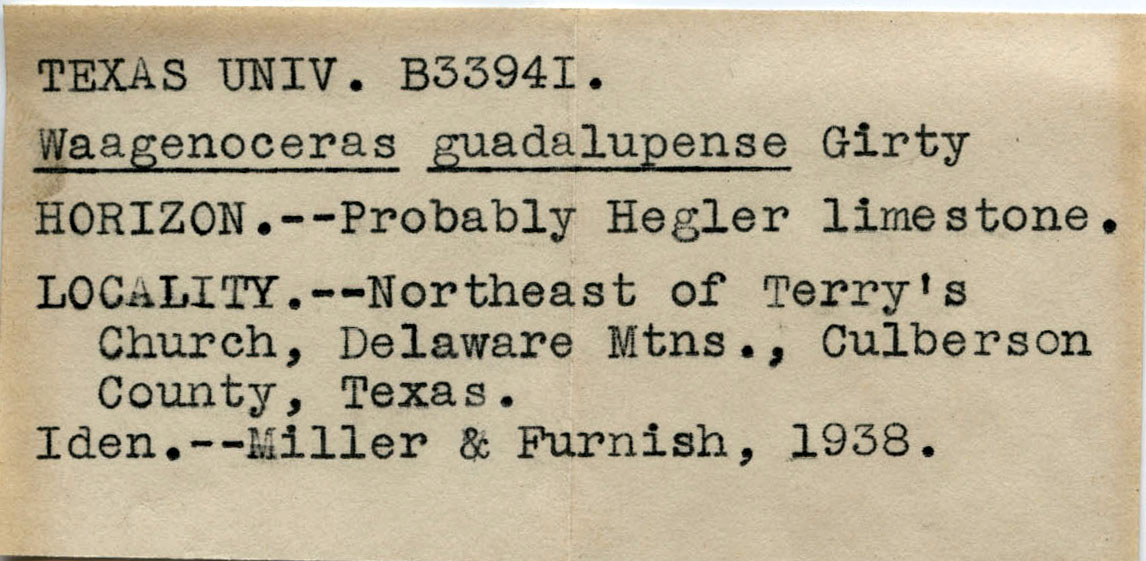 TEXAS UNIV. B3394I.
Waagenoceras guadalupense Girty
HORIZON.--Probably Hegler limestone.
LOCALITY.--Northeast of Terry's
Church, Delaware Mtns., Culberson
County, Texas.
Iden.--Miller & Furnish, 1938.